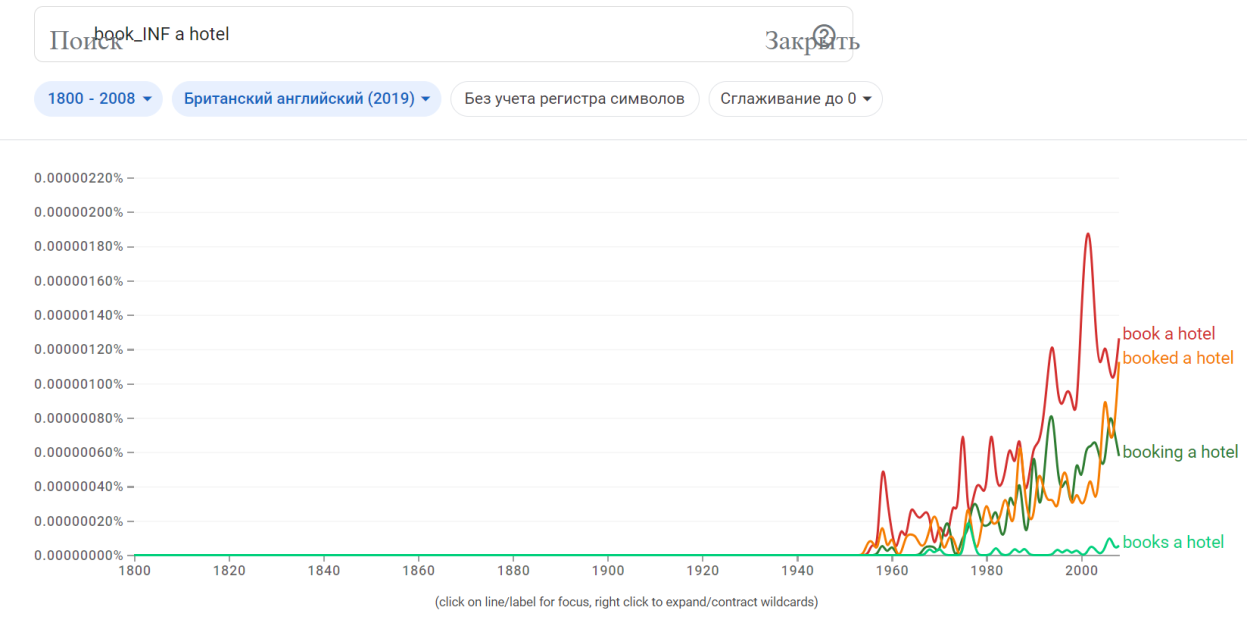 book_INF a hotel
Поиск Закрыть
1800 - 2008 Британский английский (2019) Без учета регистра символов Сглаживание до 0
0.00000220%
0.00000200%
0.00000180%
0.00000160%
0.00000140%
book a hotel
0.00000120%
booked a hotel
0.00000100%
0.00000080%
0.00000060%
booking a hotel
0.00000040%
0.00000020%
books a hotel
0.00000000%
1800 1820 1840 1860 1880 1900 1920 1940 1960 1980 2000
(click on line/label for focus, right click to expand/contract wildcards)